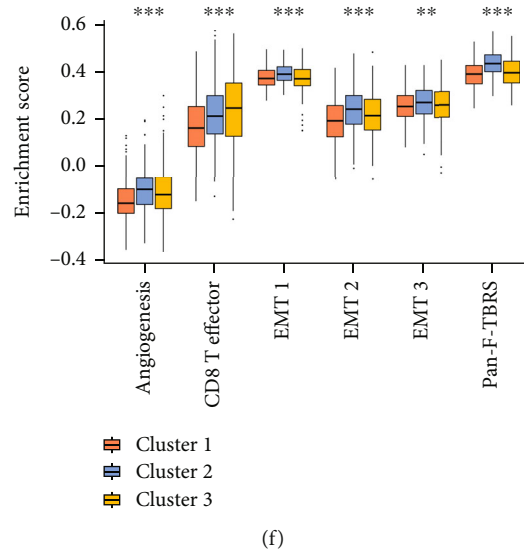 *** *** *** *** ** ***
0.6
0.4
0.2
0.0
–0.2
–0.4
Enrichment score
Angiogenesis
CD8 T effector
EMT 1
EMT 2
EMT 3
Pan-F-TBRS
Cluster 1
Cluster 2
Cluster 3
(f)